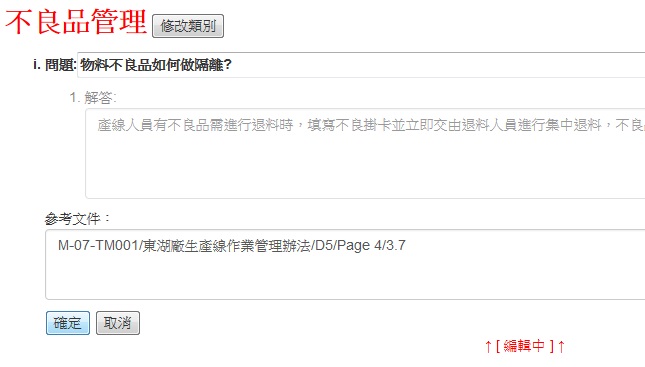 不良品管理 修改類別
i. 問題: 物料不良品如何做隔離?
1. 解答:
產線人員有不良品需進行退料時，填寫不良掛卡並立即交由退料人員進行集中退料，不良
參考文件：
M-07-TM001/東湖廠生產線作業管理辦法/D5/Page 4/3.7
確定 取消
↑ [ 編輯中 ] ↑